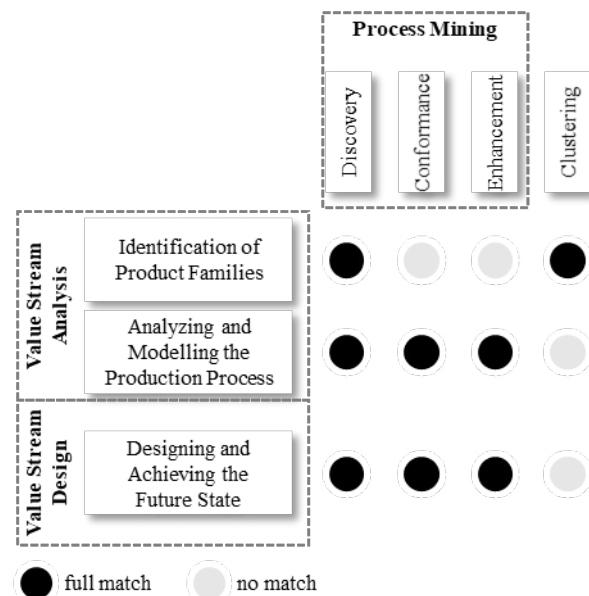 Process Mining
Discovery
Conformance
Enhancement
Clustering
Value Stream
Analysis
Identification of
Product Families
Analyzing and
Modelling the
Production Process
Value Stream
Design
Designing and
Achieving the
Future State
full match
no match